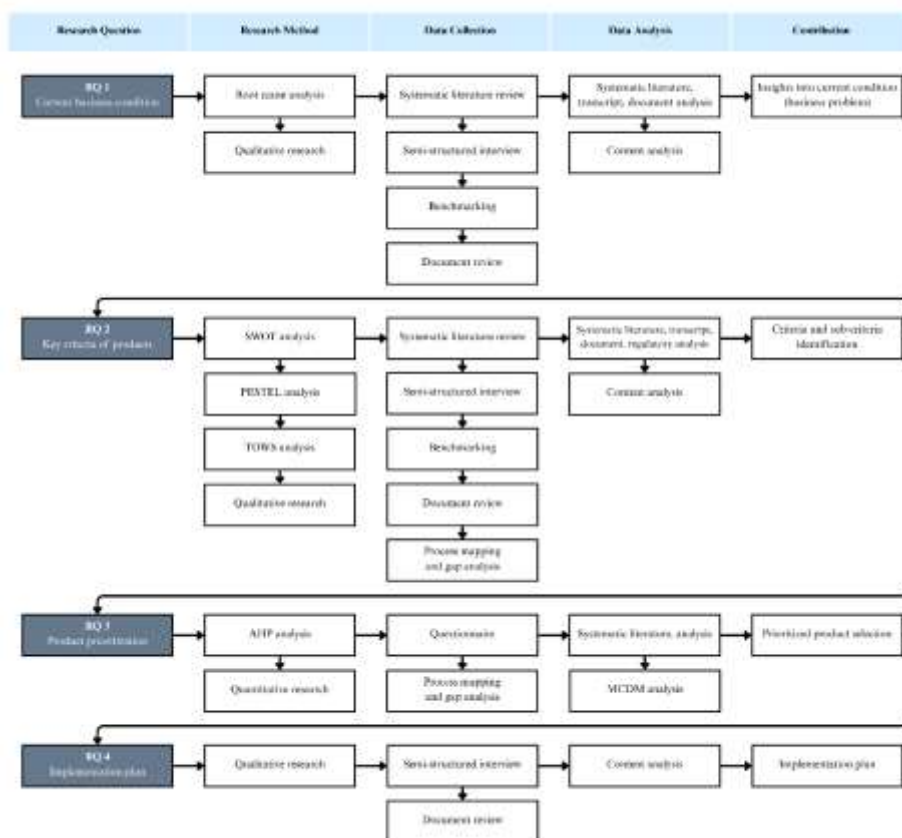 Research Question
Research Method
Data Collection
Data Analysis
Contribution
RQ 1
Current business condition
Root cause analysis
Systematic literature review
Systematic literature,
transcript, document analysis
Insights into current condition
(business problem)
Qualitative research
Semi-structured interview
Content analysis
Benchmarking
Document review
RQ 2
Key criteria of products
SWOT analysis
Systematic literature review
Systematic literature, transcript,
document, regulatory analysis
Criteria and sub-criteria
identification
PESTEL analysis
Semi-structured interview
Content analysis
TOWS analysis
Benchmarking
Qualitative research
Document review
Process mapping
and gap analysis
RQ 3
Product prioritization
AHP analysis
Questionnaire
Systematic literature, analysis
Prioritized product selection
Quantitative research
Process mapping
and gap analysis
MCDM analysis
RQ 4
Implementation plan
Qualitative research
Semi-structured interview
Content analysis
Implementation plan
Document review